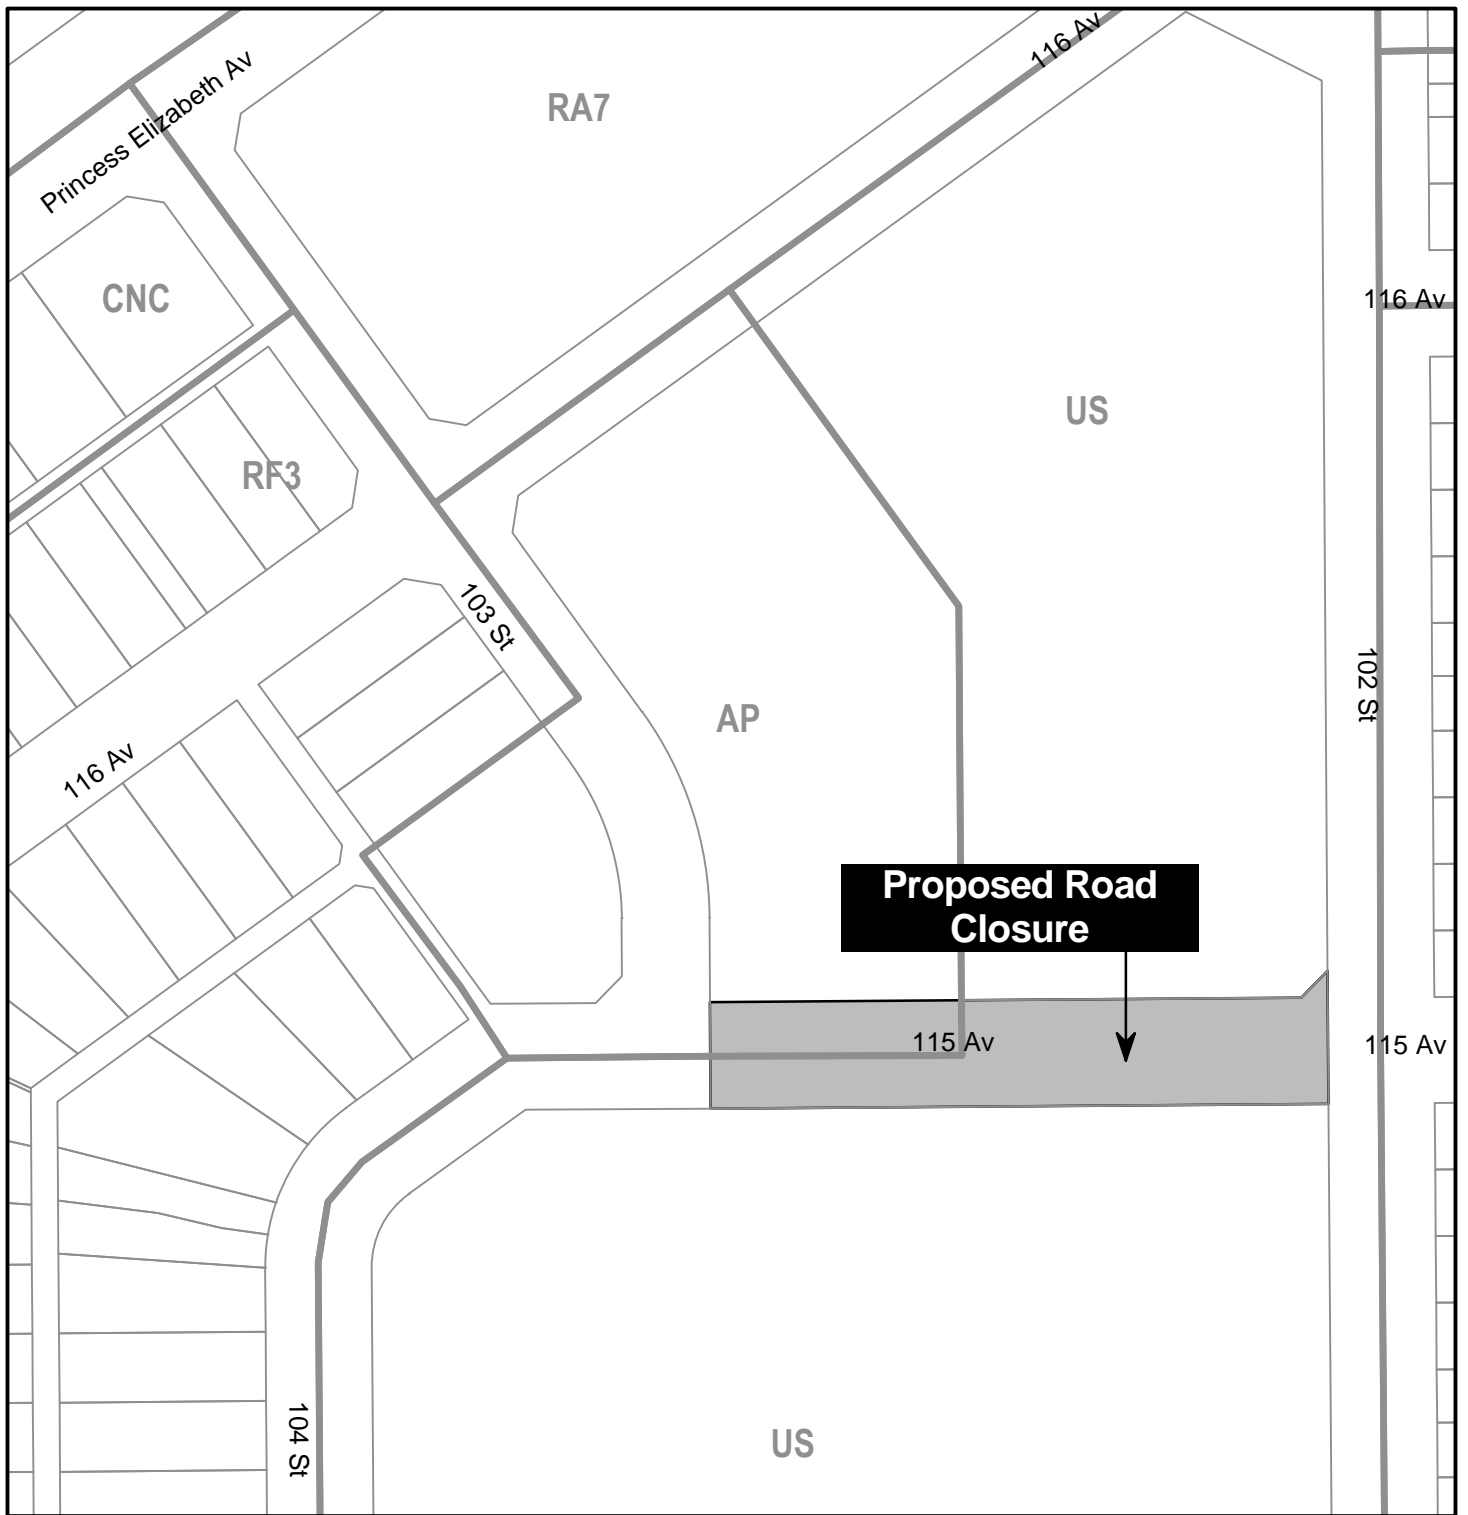 116 Av
Princess Elizabeth Av
RA7
CNC
116 Av
US
RF3
103 St
102 St
AP
116 Av
Proposed Road
Closure
115 Av
115 Av
104 St
US